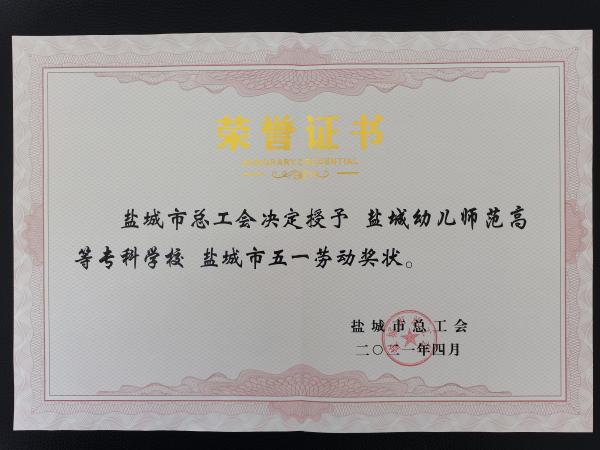 荣誉证书
HONORARY CREDENTIAL
盐城市总工会决定授予 盐城幼儿师范高
等专科学校 盐城市五一劳动奖状。
盐城市总工会
二〇二一年四月